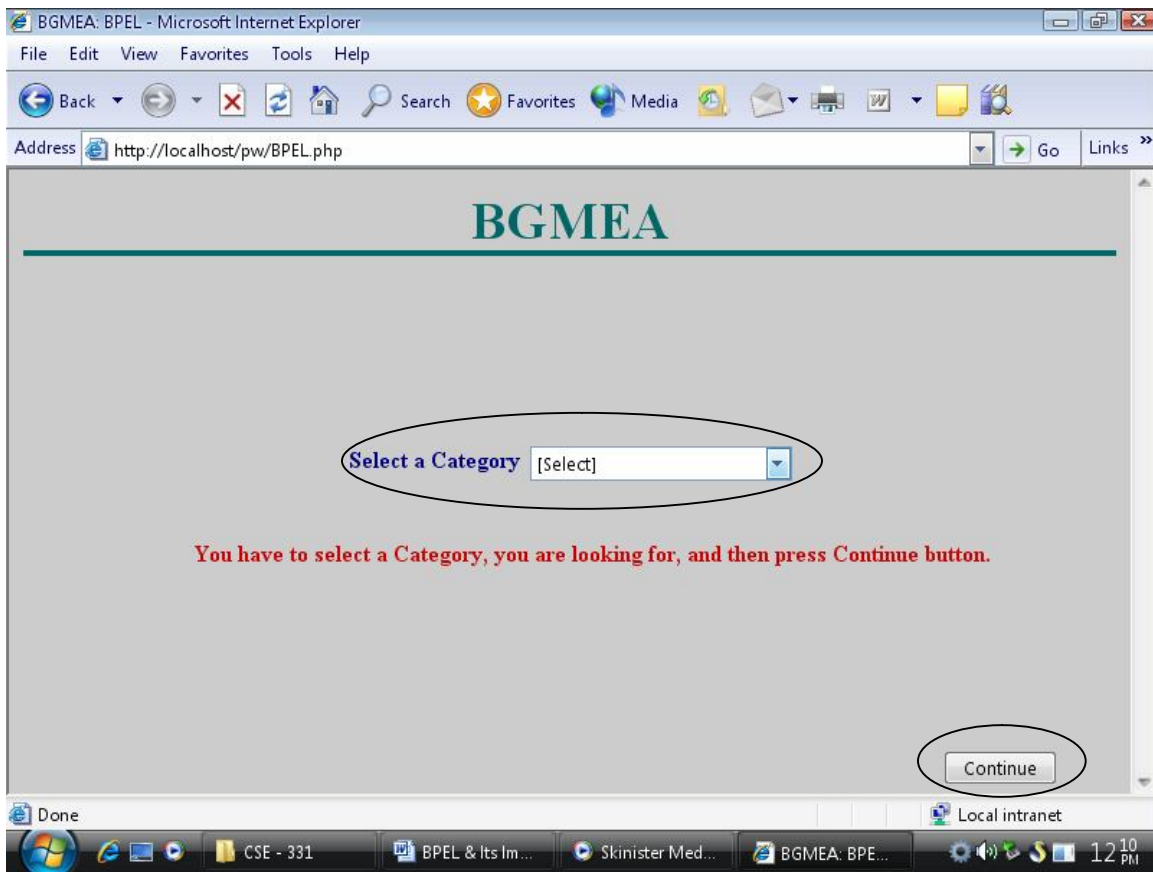 BGMEA: BPEL - Microsoft Internet Explorer
File Edit View Favorites Tools Help
Back Search Favorites Media
Address http://localhost/pw/BPEL.php Go Links »
BGMEA
Select a Category [Select]
You have to select a Category, you are looking for, and then press Continue button.
Continue
Done Local intranet
CSE - 331 BPEL & Its Im... Skinister Med... BGMEA: BPE... 12 10 PM